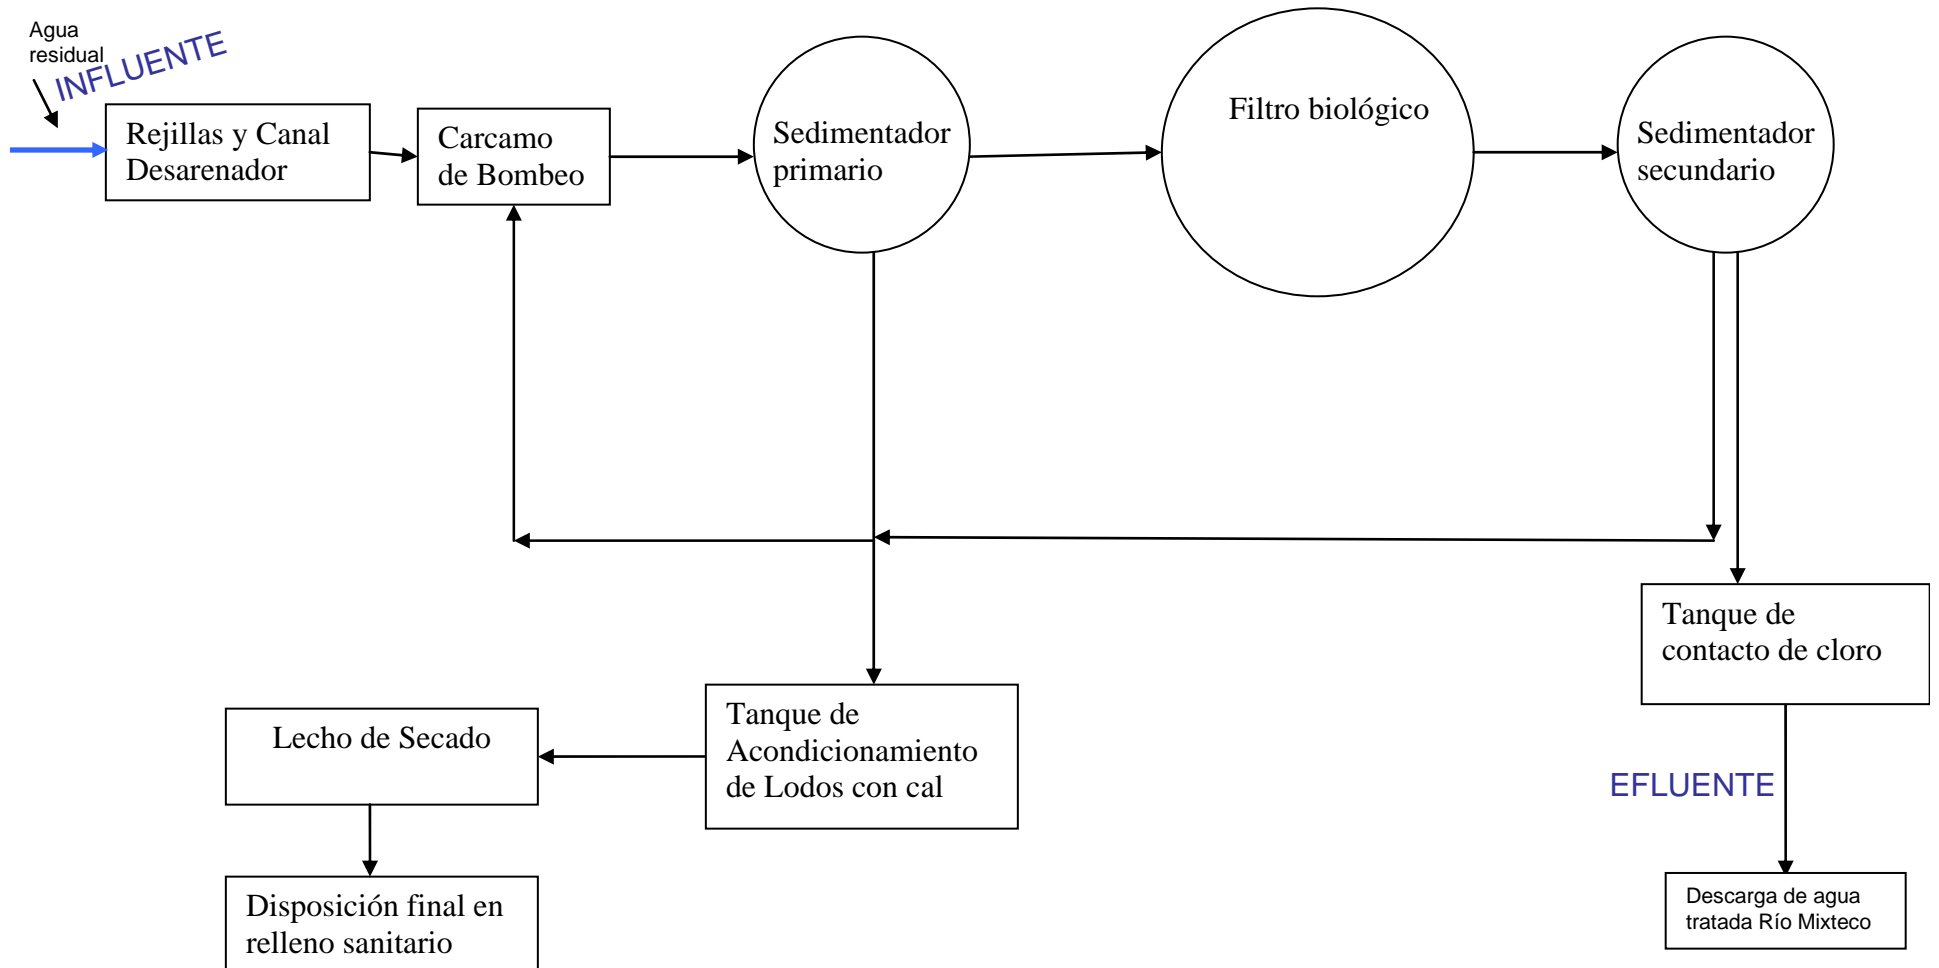 Agua
residual
INFLUENTE
Rejillas y Canal
Desarenador
Carcamo
de Bombeo
Sedimentador
primario
Filtro biológico
Sedimentador
secundario
Tanque de
contacto de cloro
Tanque de
Acondicionamiento
de Lodos con cal
Lecho de Secado
EFLUENTE
Disposición final en
relleno sanitario
Descarga de agua
tratada Río Mixteco